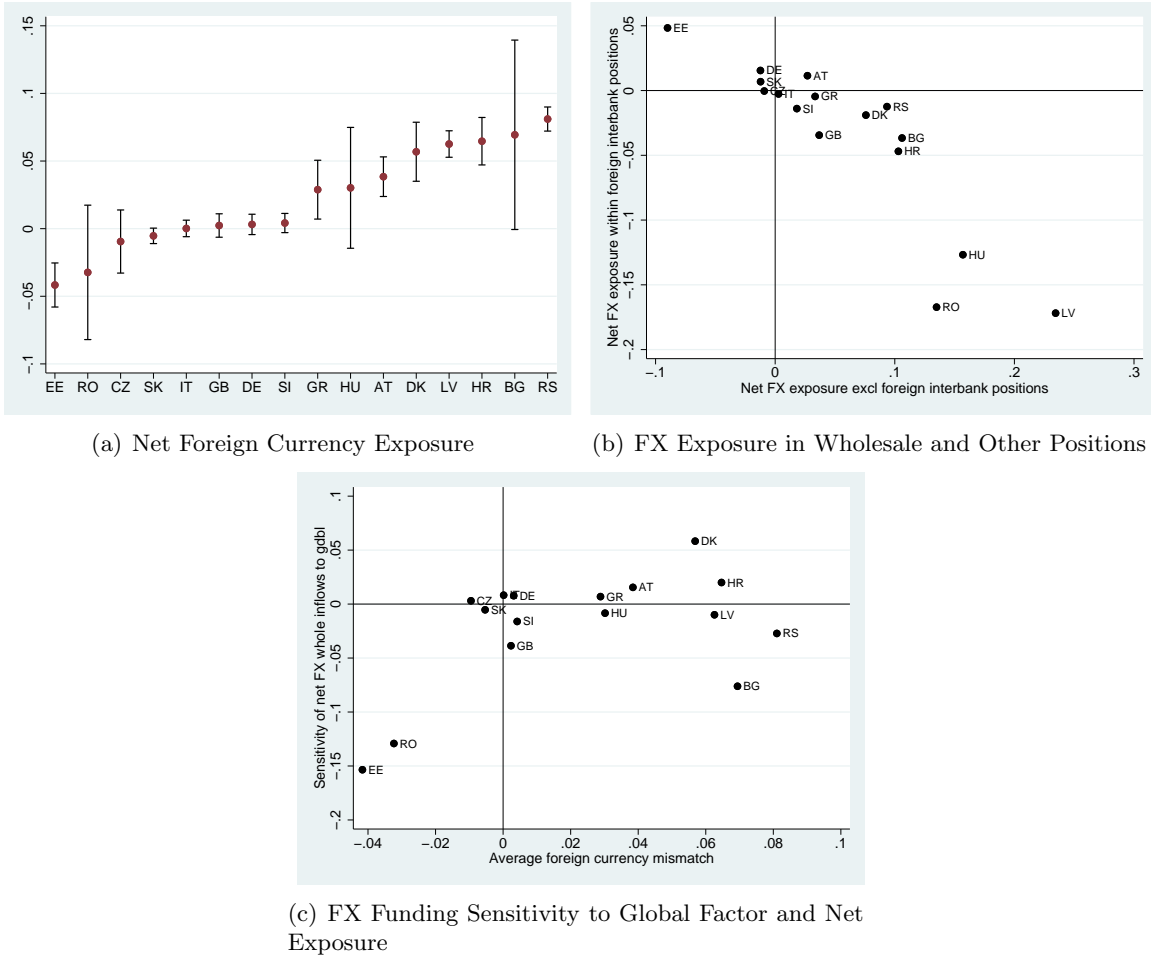 .15
.1
.05
0
−.05
−.1
EE RO CZ SK IT GB DE SI GR HU AT DK LV HR BG RS
(a) Net Foreign Currency Exposure
Net FX exposure within foreign interbank positions
.05
0
−.05
−.1
−.15
−.2
EE
DE
SK
CZ
IT
AT
GR
SI
RS
DK
GB
BG
HR
HU
RO
LV
−.1 0 .1 .2 .3
Net FX exposure excl foreign interbank positions
(b) FX Exposure in Wholesale and Other Positions
Sensitivity of net FX whole inflows to gdbl
.1
.05
0
−.05
−.1
−.15
−.2
DK
HR
AT
GR
IT
DE
CZ
SK
HU
LV
SI
RS
GB
BG
RO
EE
−.04 −.02 0 .02 .04 .06 .08 .1
Average foreign currency mismatch
(c) FX Funding Sensitivity to Global Factor and Net
Exposure